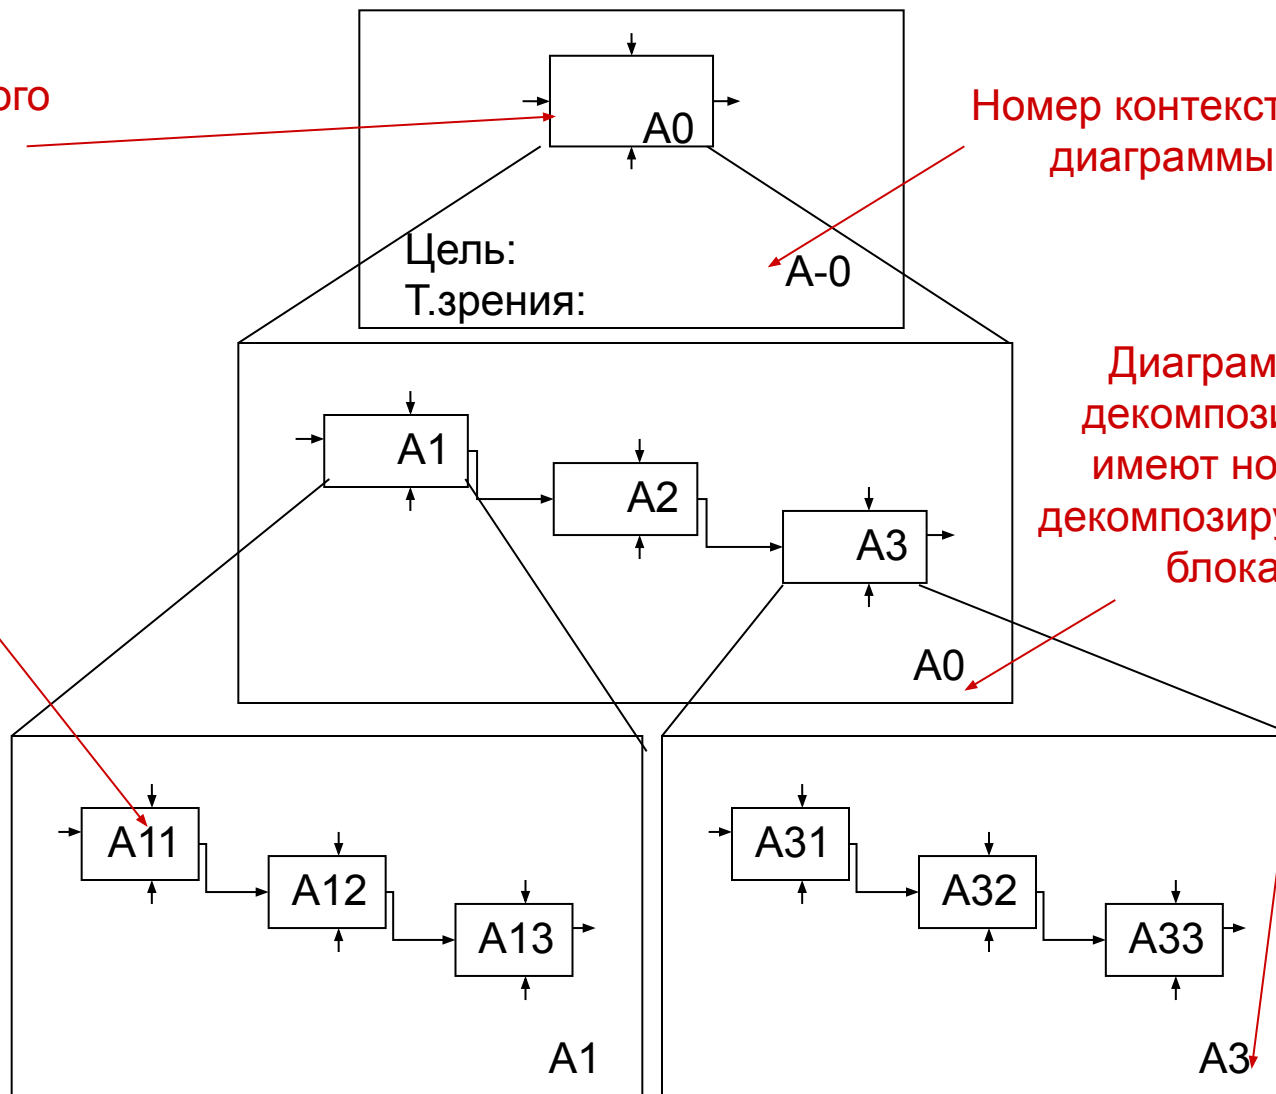 ого
A0
Номер контекст
диаграммы
Цель:
Т.зрения:
A-0
Диаграм
декомпози
имеют но
декомпозиру
блока
A1
A2
A3
A0
A11
A12
A13
A1
A31
A32
A33
A3